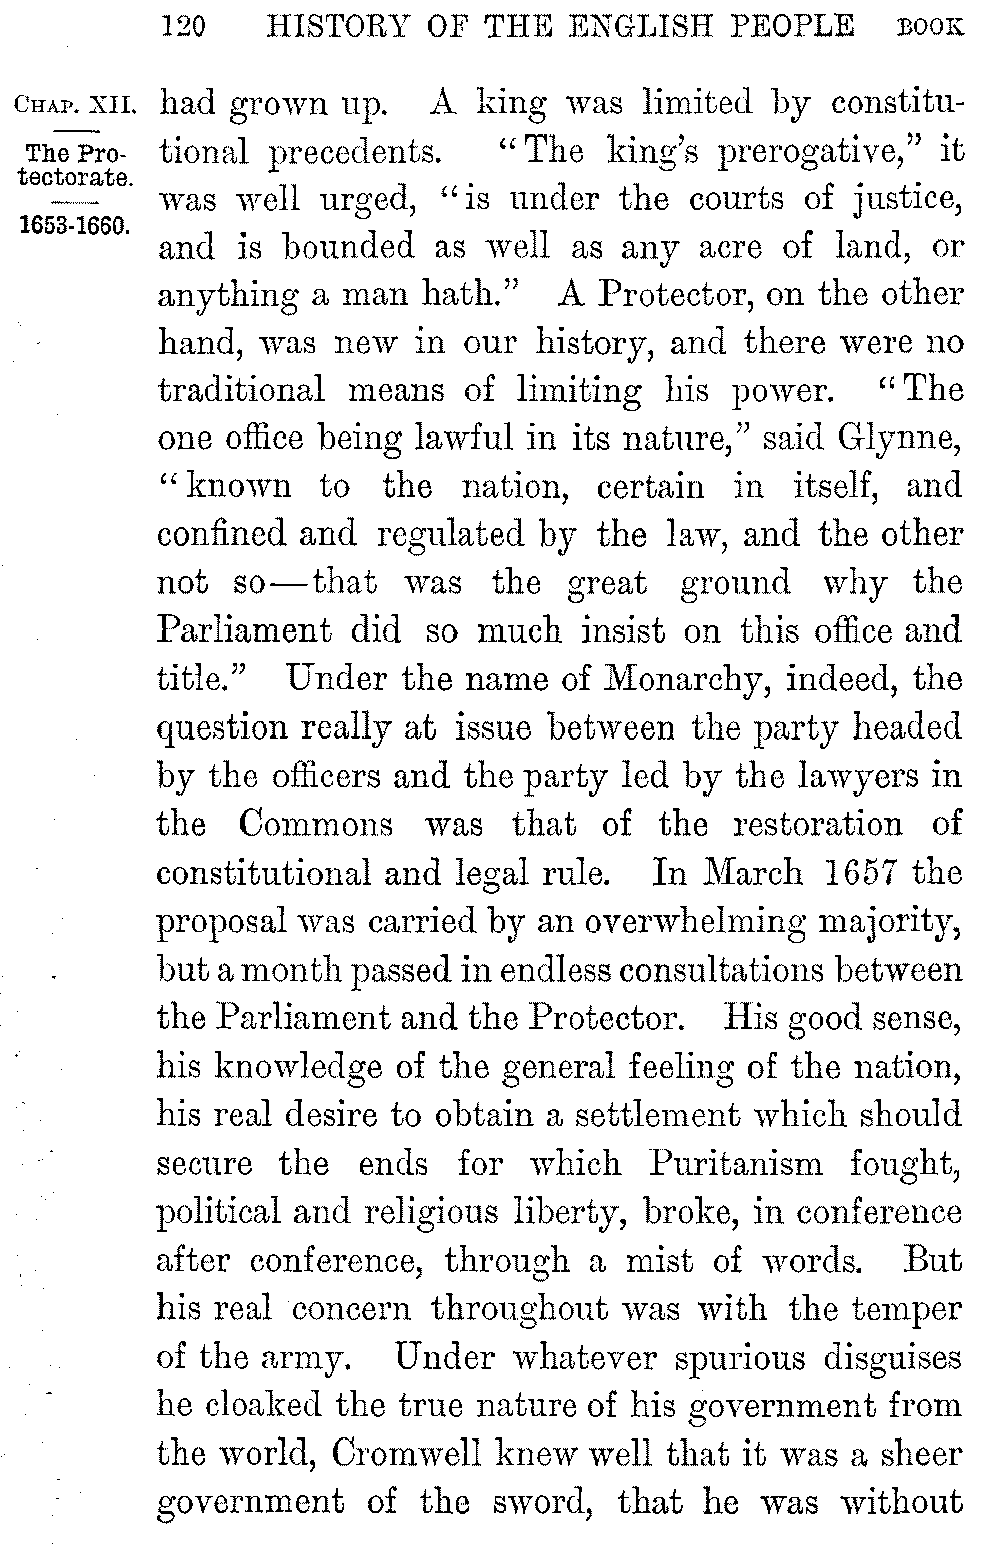 120 HISTORY OF THE ENGLISH PEOPLE BOOK
CHAP. XII.
The Pro-
tectorate.
1653-1660.
had grown up. A king was limited by constitu-
tional precedents. “The king’s prerogative,” it
was well urged, “is under the courts of justice,
and is bounded as well as any acre of land, or
anything a man hath.” A Protector, on the other
hand, was new in our history, and there were no
traditional means of limiting his power. “The
one office being lawful in its nature,” said Glynne,
“known to the nation, certain in itself, and
confined and regulated by the law, and the other
not so—that was the great ground why the
Parliament did so much insist on this office and
title.” Under the name of Monarchy, indeed, the
question really at issue between the party headed
by the officers and the party led by the lawyers in
the Commons was that of the restoration of
constitutional and legal rule. In March 1657 the
proposal was carried by an overwhelming majority,
but a month passed in endless consultations between
the Parliament and the Protector. His good sense,
his knowledge of the general feeling of the nation,
his real desire to obtain a settlement which should
secure the ends for which Puritanism fought,
political and religious liberty, broke, in conference
after conference, through a mist of words. But
his real concern throughout was with the temper
of the army. Under whatever spurious disguises
he cloaked the true nature of his government from
the world, Cromwell knew well that it was a sheer
government of the sword, that he was without